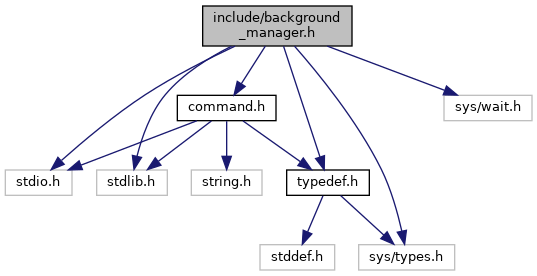 include/background
_manager.h
command.h
sys/wait.h
stdio.h
stdlib.h
string.h
typedef.h
stddef.h
sys/types.h